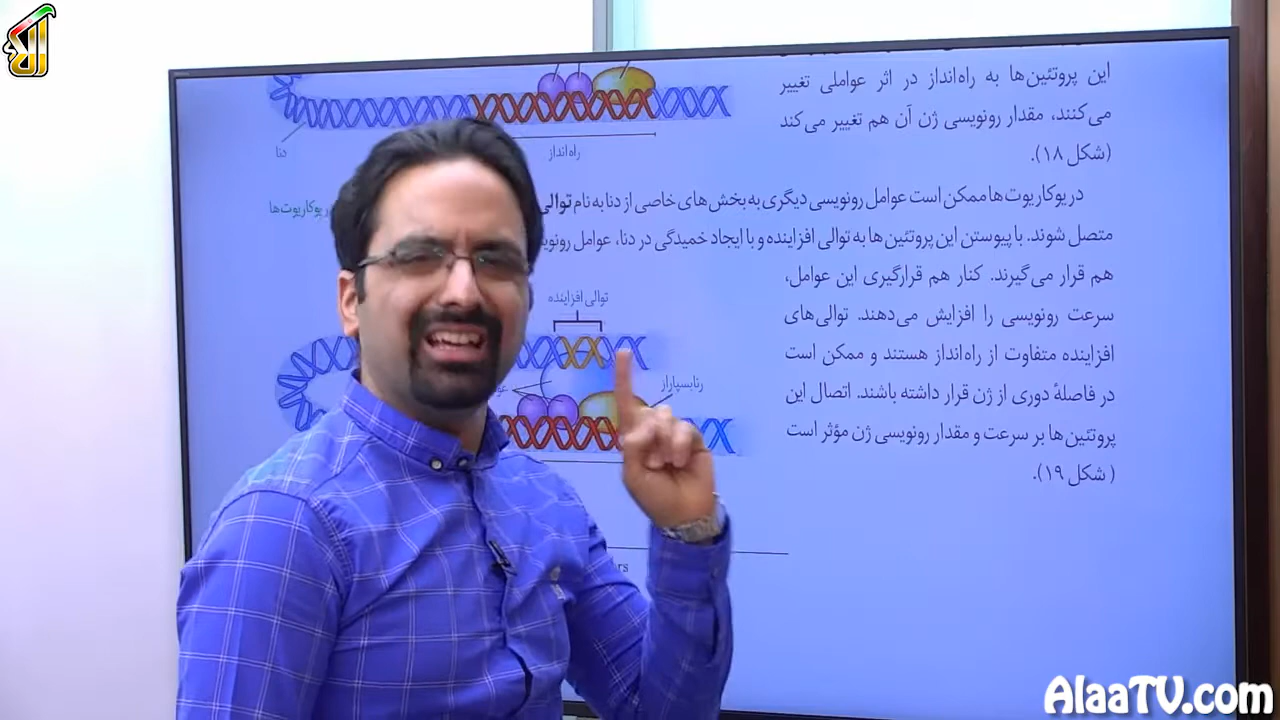 این پروتئین‌ها به راه‌انداز در اثر عواملی تغییر
می‌کنند، مقدار رونویسی ژن آن هم تغییر می‌کند
(شکل ۱۸).
دنا
راه‌انداز
در یوکاریوت‌ها ممکن است عوامل رونویسی دیگری به بخش‌های خاصی از دنا به نام توالی
یوکاریوت‌ها
متصل شوند. با پیوستن این پروتئین‌ها به توالی افزاینده و با ایجاد خمیدگی در دنا، عوامل
هم قرار می‌گیرند. کنار هم قرارگیری این عوامل،
سرعت رونویسی را افزایش می‌دهند. توالی‌های
افزاینده متفاوت از راه‌انداز هستند و ممکن است
در فاصلهٔ دوری از ژن قرار داشته باشند. اتصال این
پروتئین‌ها بر سرعت و مقدار رونویسی ژن مؤثر است
(شکل ۱۹).
توالی افزاینده
رنابسپاراز
rs
AlaaTV.com